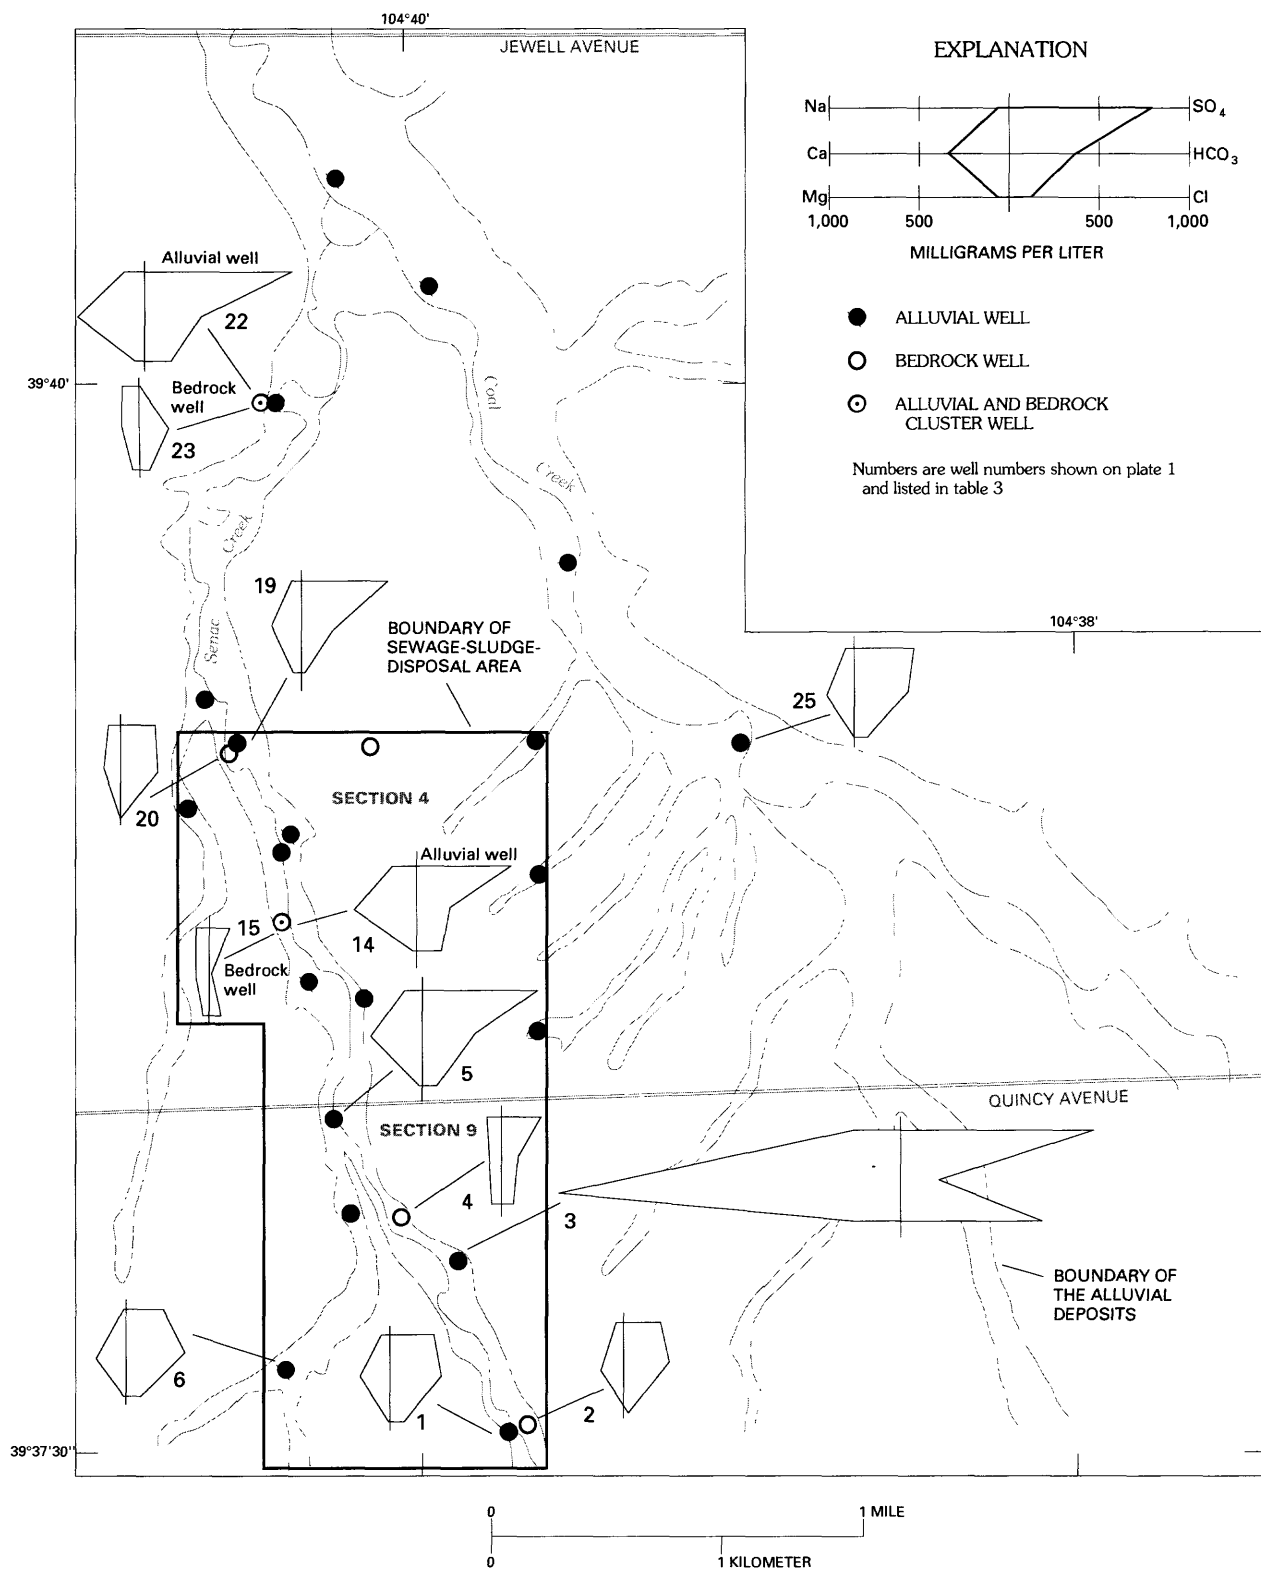 104°40'
JEWELL AVENUE
EXPLANATION
Na
SO4
Ca
HCO3
Mg
Cl
1,000 500 500 1,000
MILLIGRAMS PER LITER
ALLUVIAL WELL
BEDROCK WELL
ALLUVIAL AND BEDROCK
CLUSTER WELL
Numbers are well numbers shown on plate 1
and listed in table 3
Alluvial well
22
39°40'
Bedrock
well
23
Coal
Creek
Creek
Senac
19
BOUNDARY OF
SEWAGE-SLUDGE-
DISPOSAL AREA
104°38'
25
20
SECTION 4
Alluvial well
15
14
Bedrock
well
5
QUINCY AVENUE
SECTION 9
4
3
BOUNDARY OF
THE ALLUVIAL
DEPOSITS
6
1
2
39°37'30"
0 1 MILE
0 1 KILOMETER